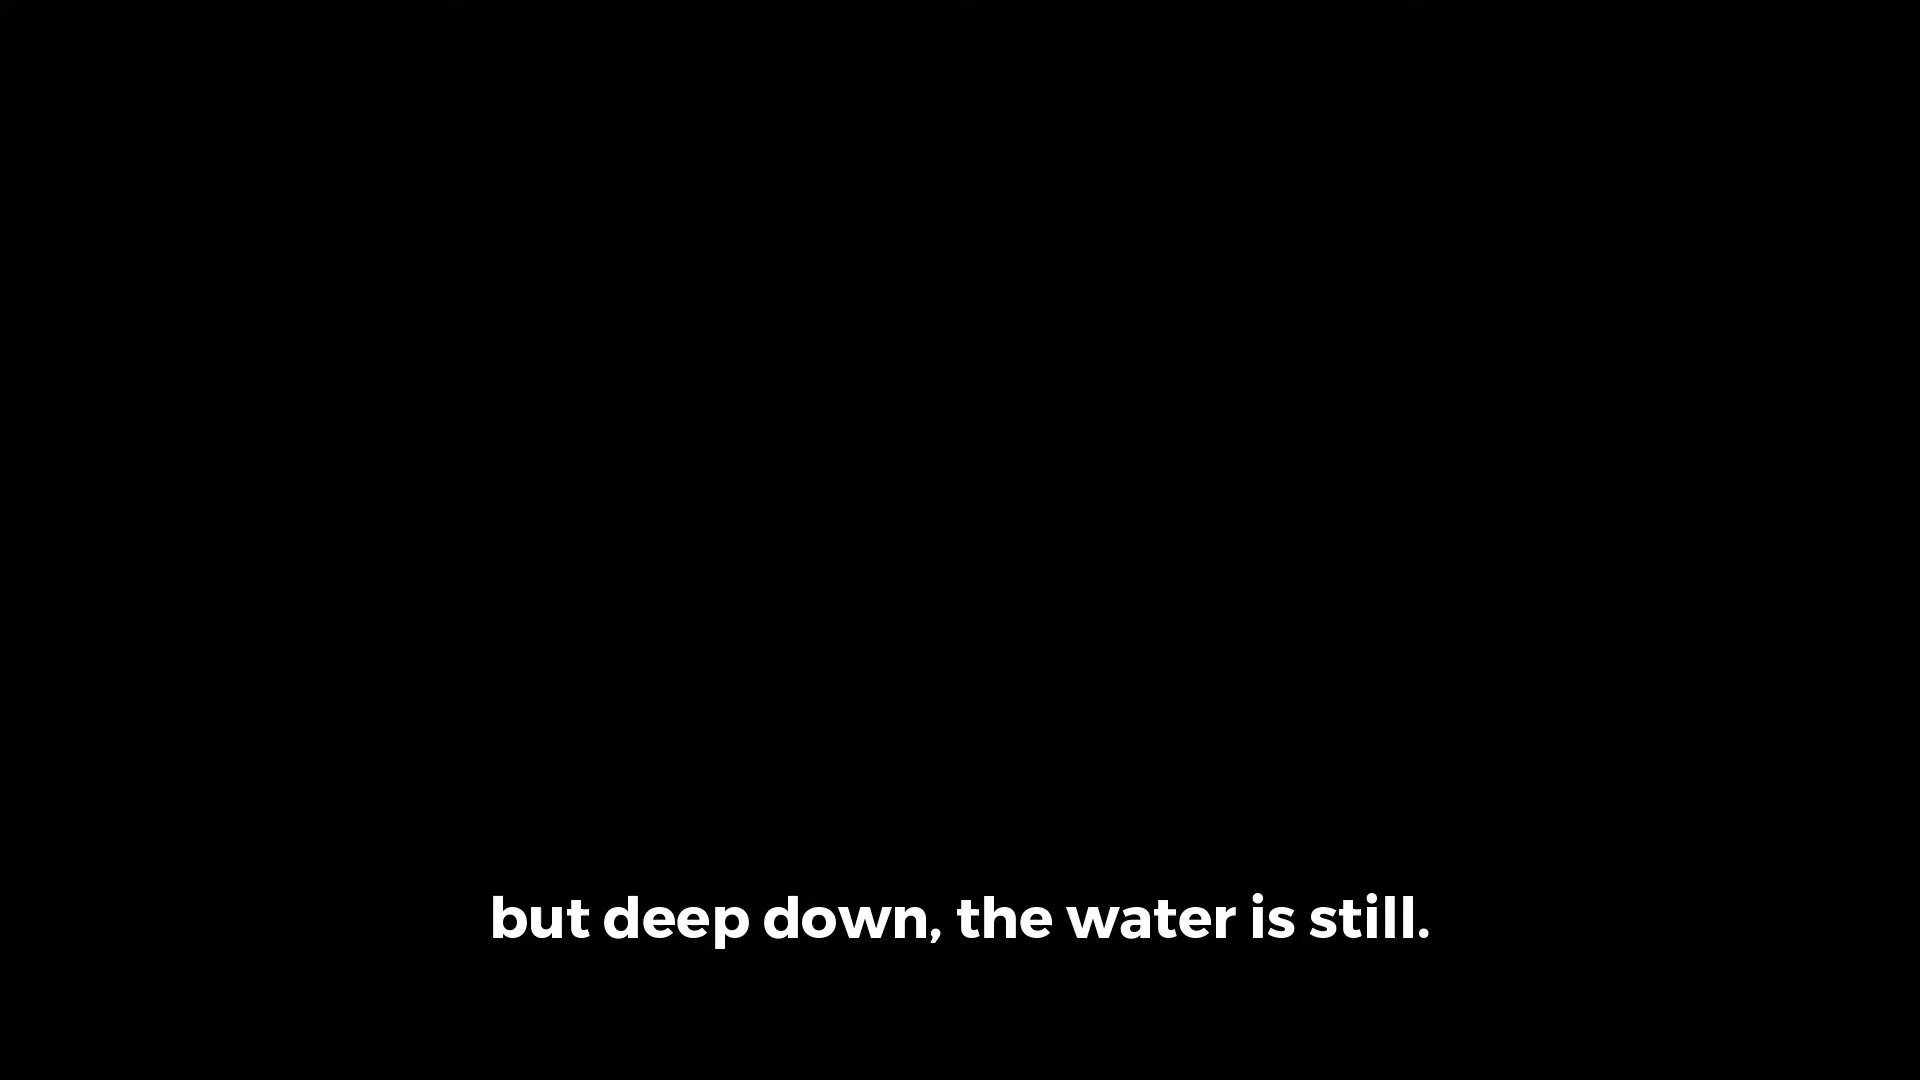 but deep down, the water is still.